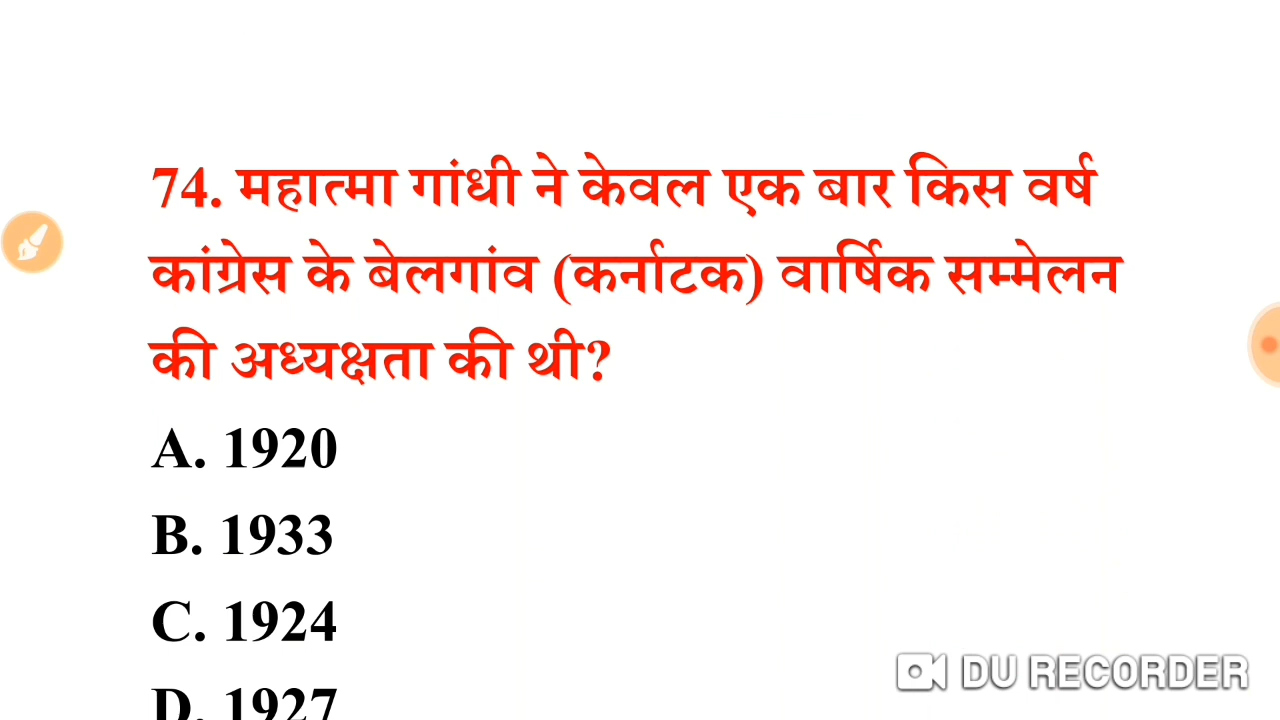 74. महात्मा गांधी ने केवल एक बार किस वर्ष
कांग्रेस के बेलगांव (कर्नाटक) वार्षिक सम्मेलन
की अध्यक्षता की थी?
A. 1920
B. 1933
C. 1924
D. 1927
DU RECORDER